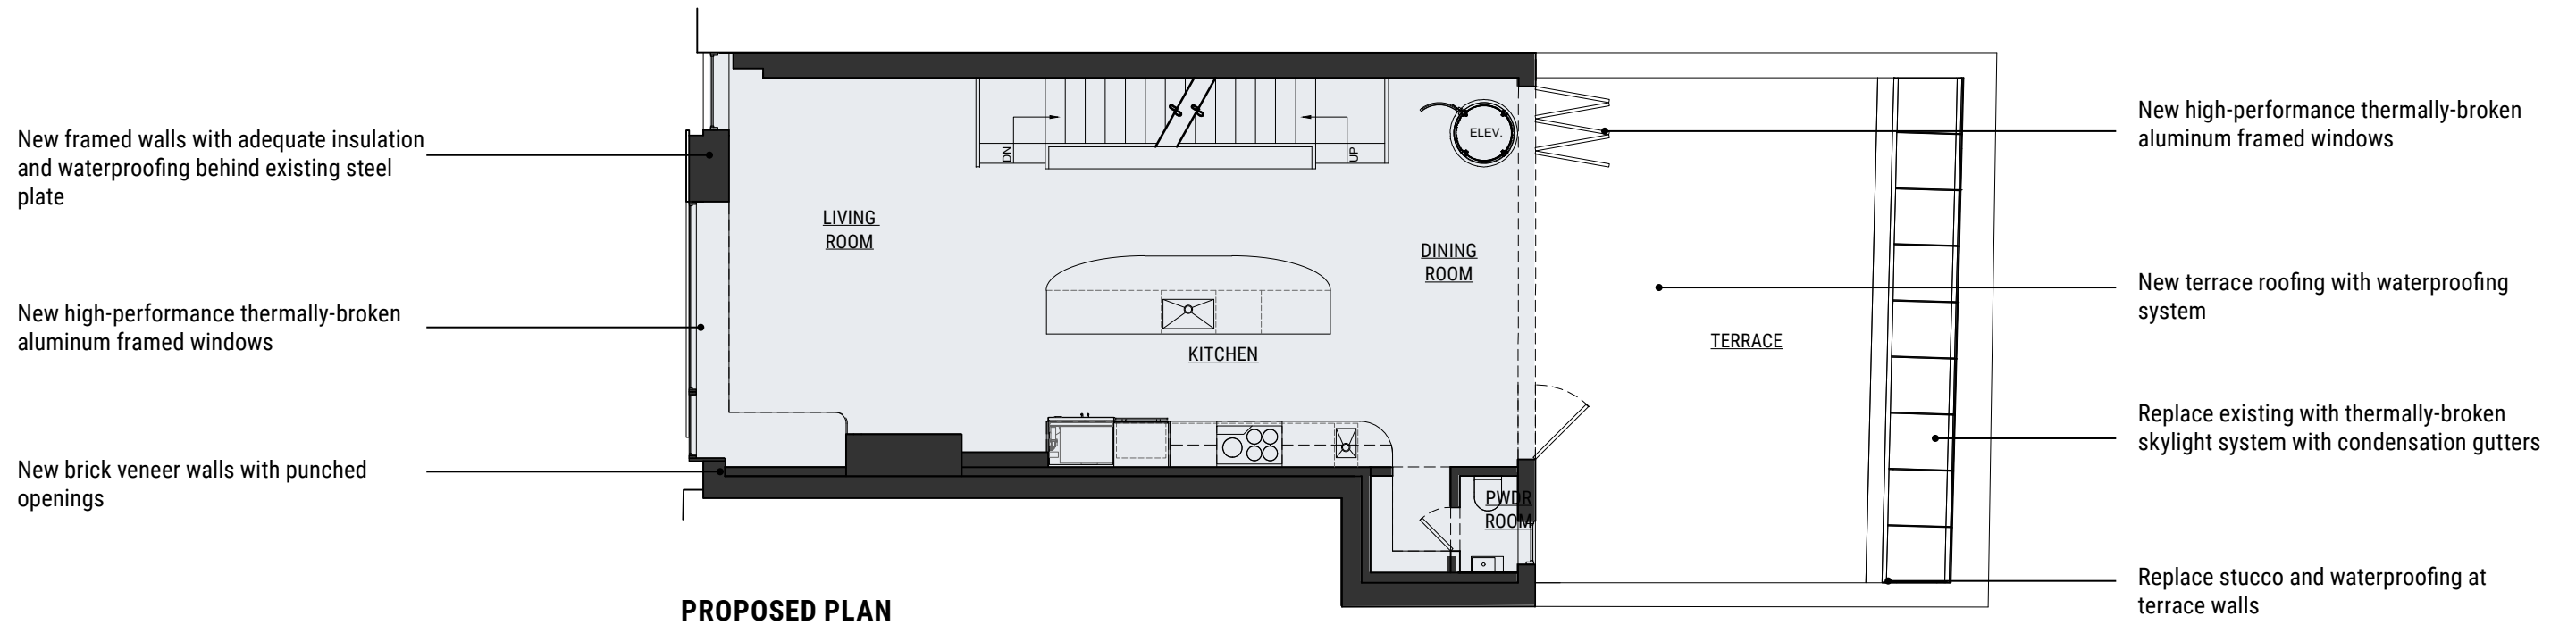 New framed walls with adequate insulation
and waterproofing behind existing steel
plate
New high-performance thermally-broken
aluminum framed windows
New brick veneer walls with punched
openings
DN
UP
ELEV.
LIVING
ROOM
DINING
ROOM
KITCHEN
TERRACE
PWDR
ROOM
New high-performance thermally-broken
aluminum framed windows
New terrace roofing with waterproofing
system
Replace existing with thermally-broken
skylight system with condensation gutters
Replace stucco and waterproofing at
terrace walls
PROPOSED PLAN